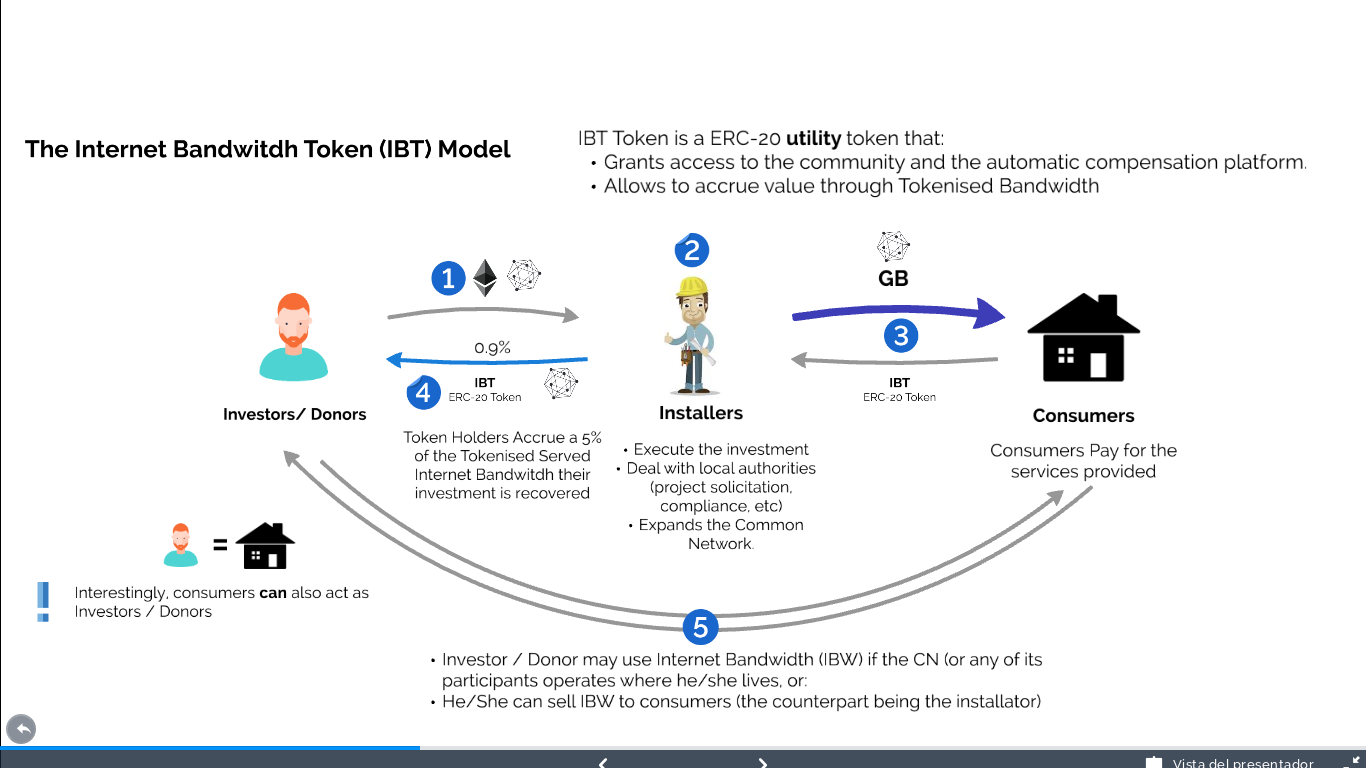 The Internet Bandwitdh Token (IBT) Model
IBT Token is a ERC-20 utility token that:
• Grants access to the community and the automatic compensation platform.
• Allows to accrue value through Tokenised Bandwidth
1
2
GB
3
0.9%
4
IBT
ERC-20 Token
IBT
ERC-20 Token
Investors/ Donors
Installers
Consumers
Token Holders Accrue a 5%
of the Tokenised Served
Internet Bandwitdh their
investment is recovered
• Execute the investment
• Deal with local authorities
(project solicitation,
compliance, etc)
• Expands the Common
Network.
Consumers Pay for the
services provided
=
!
Interestingly, consumers can also act as
Investors / Donors
5
• Investor / Donor may use Internet Bandwidth (IBW) if the CN (or any of its
participants operates where he/she lives, or:
• He/She can sell IBW to consumers (the counterpart being the installator)
Vista del presentador